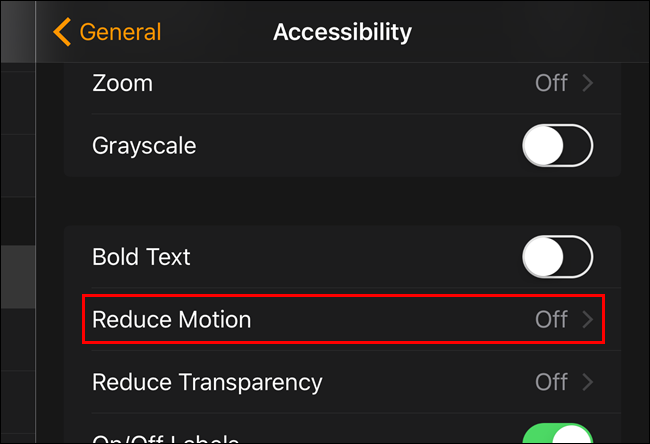 General
Accessibility
Zoom Off
Grayscale
Bold Text
Reduce Motion Off
Reduce Transparency Off
On/Off Labels